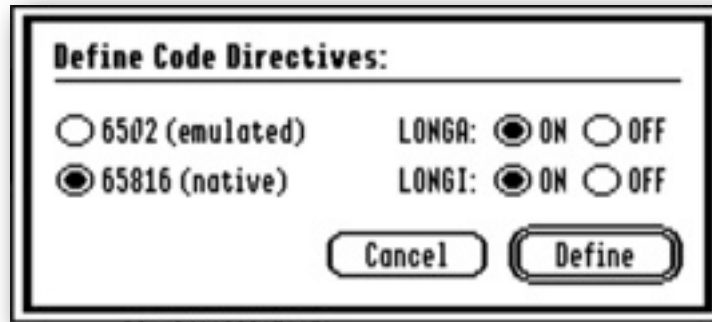 Define Code Directives:
6502 (emulated) LONGA: ON OFF
65816 (native) LONGI: ON OFF
Cancel Define